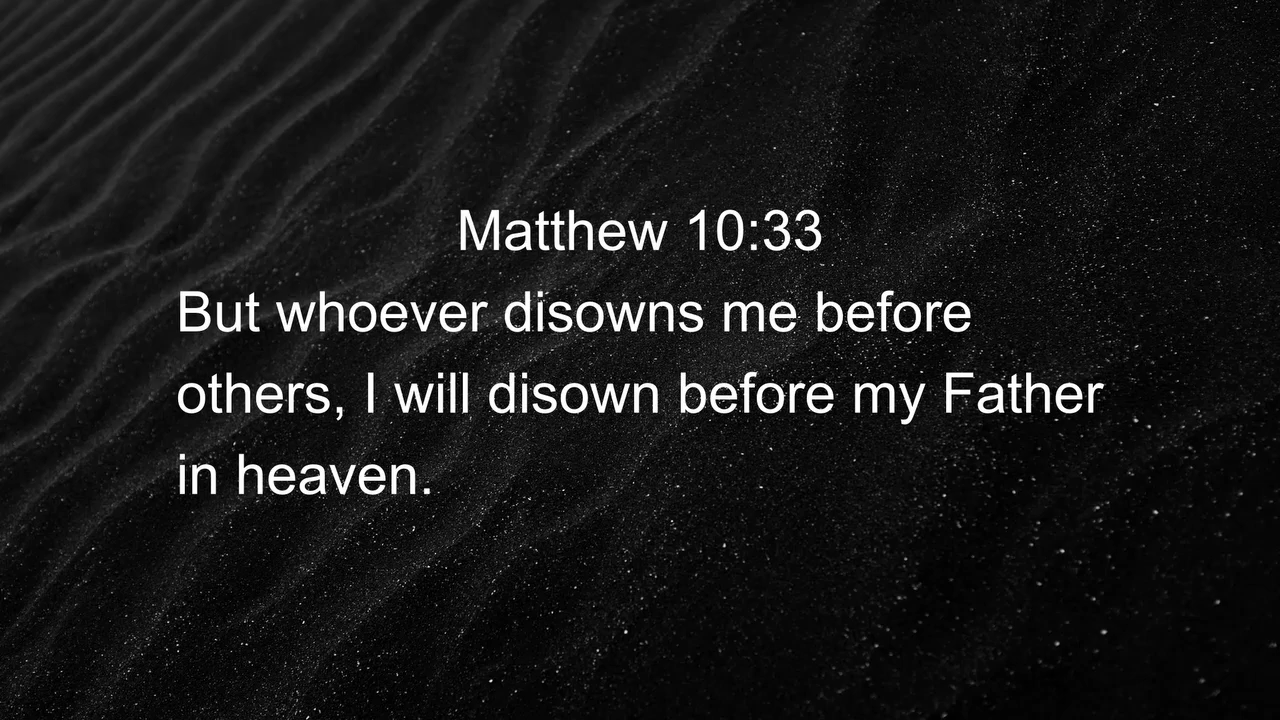 Matthew 10:33
But whoever disowns me before
others, I will disown before my Father
in heaven.